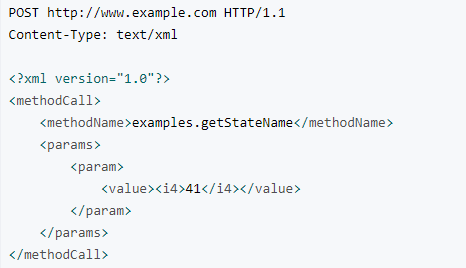 POST http://www.example.com HTTP/1.1
Content-Type: text/xml

<?xml version="1.0"?>
<methodCall>
    <methodName>examples.getStateName</methodName>
    <params>
        <param>
            <value><i4>41</i4></value>
        </param>
    </params>
</methodCall>